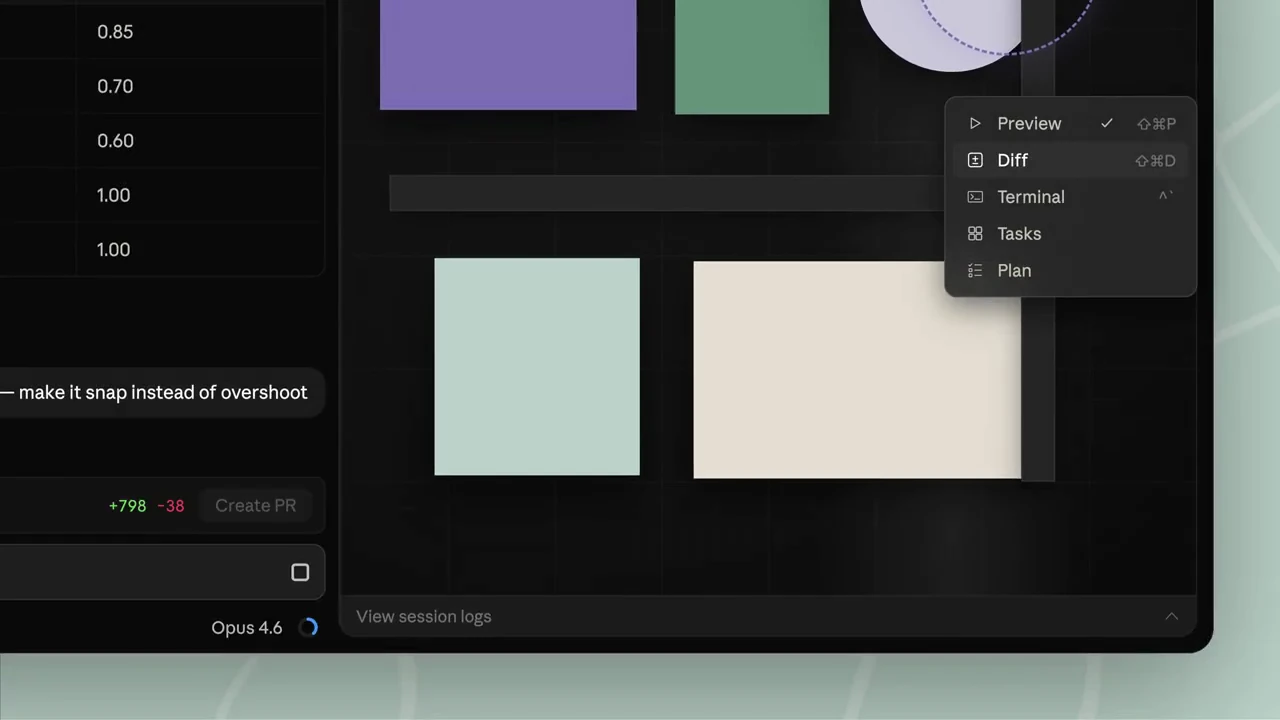 0.85
0.70
0.60
1.00
1.00
— make it snap instead of overshoot
+798 -38 Create PR
Opus 4.6
Preview ✓ ⇧⌘P
Diff ⇧⌘D
Terminal ^`
Tasks
Plan
View session logs